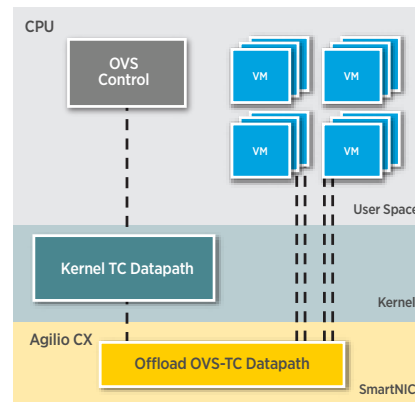 CPU
OVS
Control
VM
VM
VM
VM
User Space
Kernel TC Datapath
Kernel
Agilio CX
Offload OVS-TC Datapath
SmartNIC